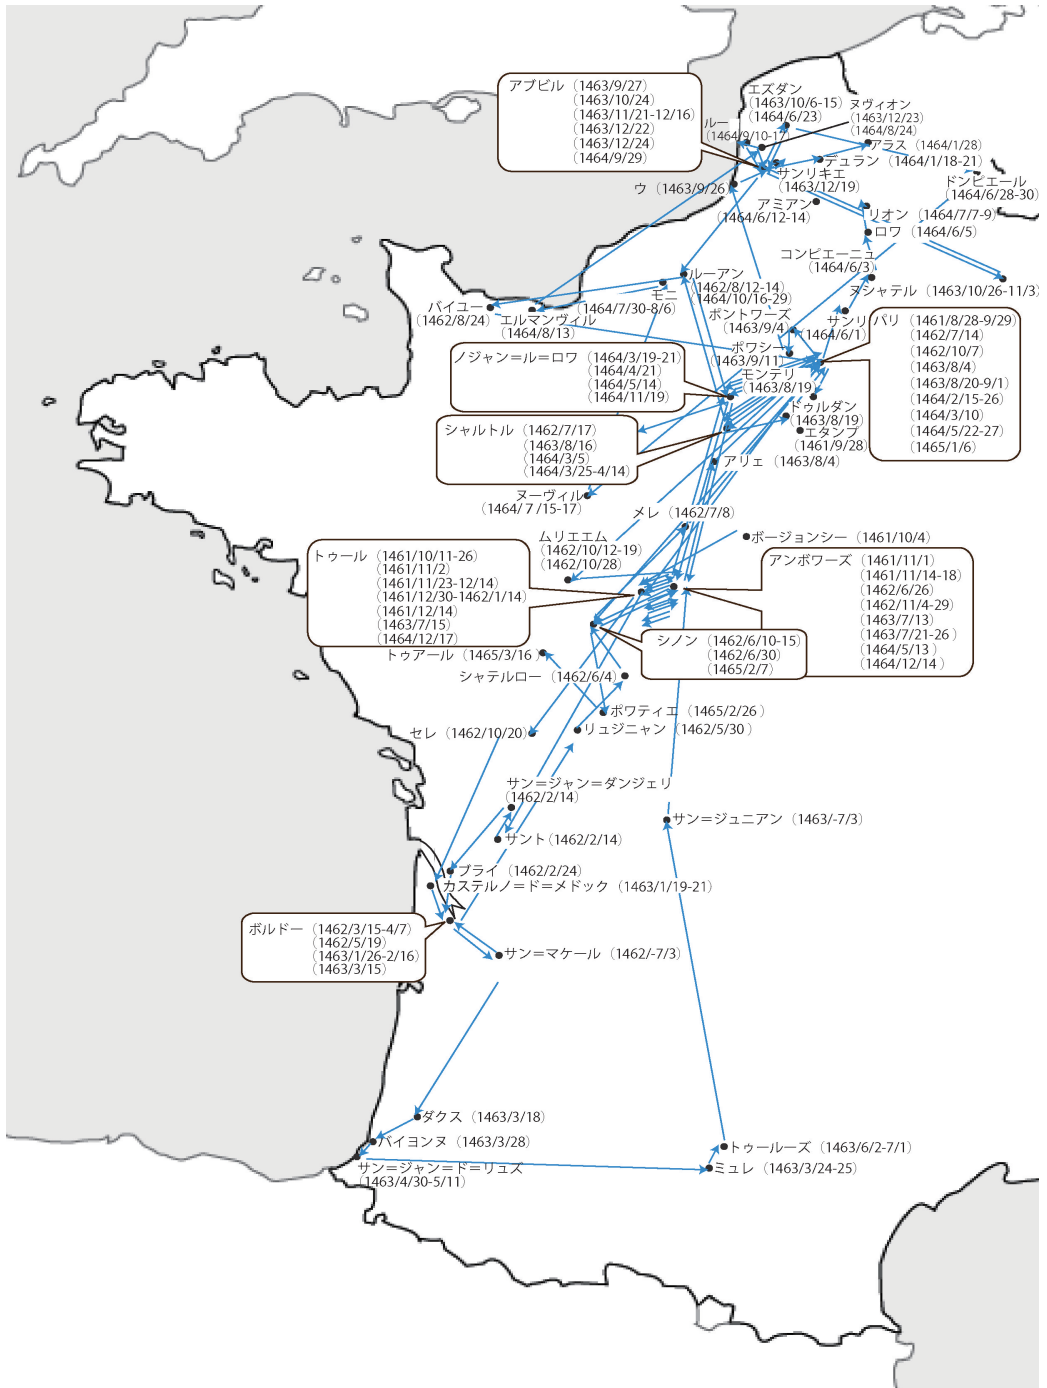 アブビル（1463/9/27）
（1463/10/24）
（1463/11/21-12/16）
（1463/12/22）
（1463/12/24）
（1464/9/29）
エズダン
（1463/10/6-15）
（1464/6/23）
ヌヴィオン
（1463/12/23）
（1464/8/24）
ルー
（1464/9/10-17）
アラス（1464/1/28）
デュラン（1464/1/18-21）
サンリキエ
（1463/12/19）
ドンピエール
（1464/6/28-30）
ウ（1463/9/26）
アミアン
（1464/6/12-14）
リオン（1464/7/7-9）
ロワ（1464/6/5）
コンピエーニュ
（1464/6/3）
ヌシャテル（1463/10/26-11/3）
ルーアン
（1462/8/12-14）
（1464/10/16-29）
モニ
（1464/7/30-8/6）
バイユー
（1462/8/24）
エルマンヴィル
（1464/8/13）
ポントワーズ
（1463/9/4）
サンリ
（1464/6/1）
ポワシー
（1463/9/11）
パリ（1461/8/28-9/29）
（1462/7/14）
（1462/10/7）
（1463/8/4）
（1463/8/20-9/1）
（1464/2/15-26）
（1464/3/10）
（1464/5/22-27）
（1465/1/6）
ノジャン＝ル＝ロワ（1464/3/19-21）
（1464/4/21）
（1464/5/14）
（1464/11/19）
モンテリ
（1463/8/19）
ドゥルダン
（1463/8/19）
エタンプ
（1461/9/28）
シャルトル（1462/7/17）
（1463/8/16）
（1464/3/5）
（1464/3/25-4/14）
アリェ（1463/8/4）
ヌーヴィル
（1464/７/15-17）
メレ（1462/7/8）
ボージョンシー（1461/10/4）
ムリエエム
（1462/10/12-19）
（1462/10/28）
トゥール（1461/10/11-26）
（1461/11/2）
（1461/11/23-12/14）
（1461/12/30-1462/1/14）
（1461/12/14）
（1463/7/15）
（1464/12/17）
アンボワーズ（1461/11/1）
（1461/11/14-18）
（1462/6/26）
（1462/11/4-29）
（1463/7/13）
（1463/7/21-26）
（1464/5/13）
（1464/12/14）
シノン（1462/6/10-15）
（1462/6/30）
（1465/2/7）
トゥアール（1465/3/16）
シャテルロー（1462/6/4）
ポワティエ（1465/2/26）
リュジニャン（1462/5/30）
セレ（1462/10/20）
サン＝ジャン＝ダンジェリ
（1462/2/14）
サント（1462/2/14）
サン＝ジュニアン（1463/-7/3）
ブライ（1462/2/24）
カステルノ＝ド＝メドック（1463/1/19-21）
ボルドー（1462/3/15-4/7）
（1462/5/19）
（1463/1/26-2/16）
（1463/3/15）
サン＝マケール（1462/-7/3）
ダクス（1463/3/18）
バイヨンヌ（1463/3/28）
サン＝ジャン＝ド＝リュズ
（1463/4/30-5/11）
トゥールーズ（1463/6/2-7/1）
ミュレ（1463/3/24-25）